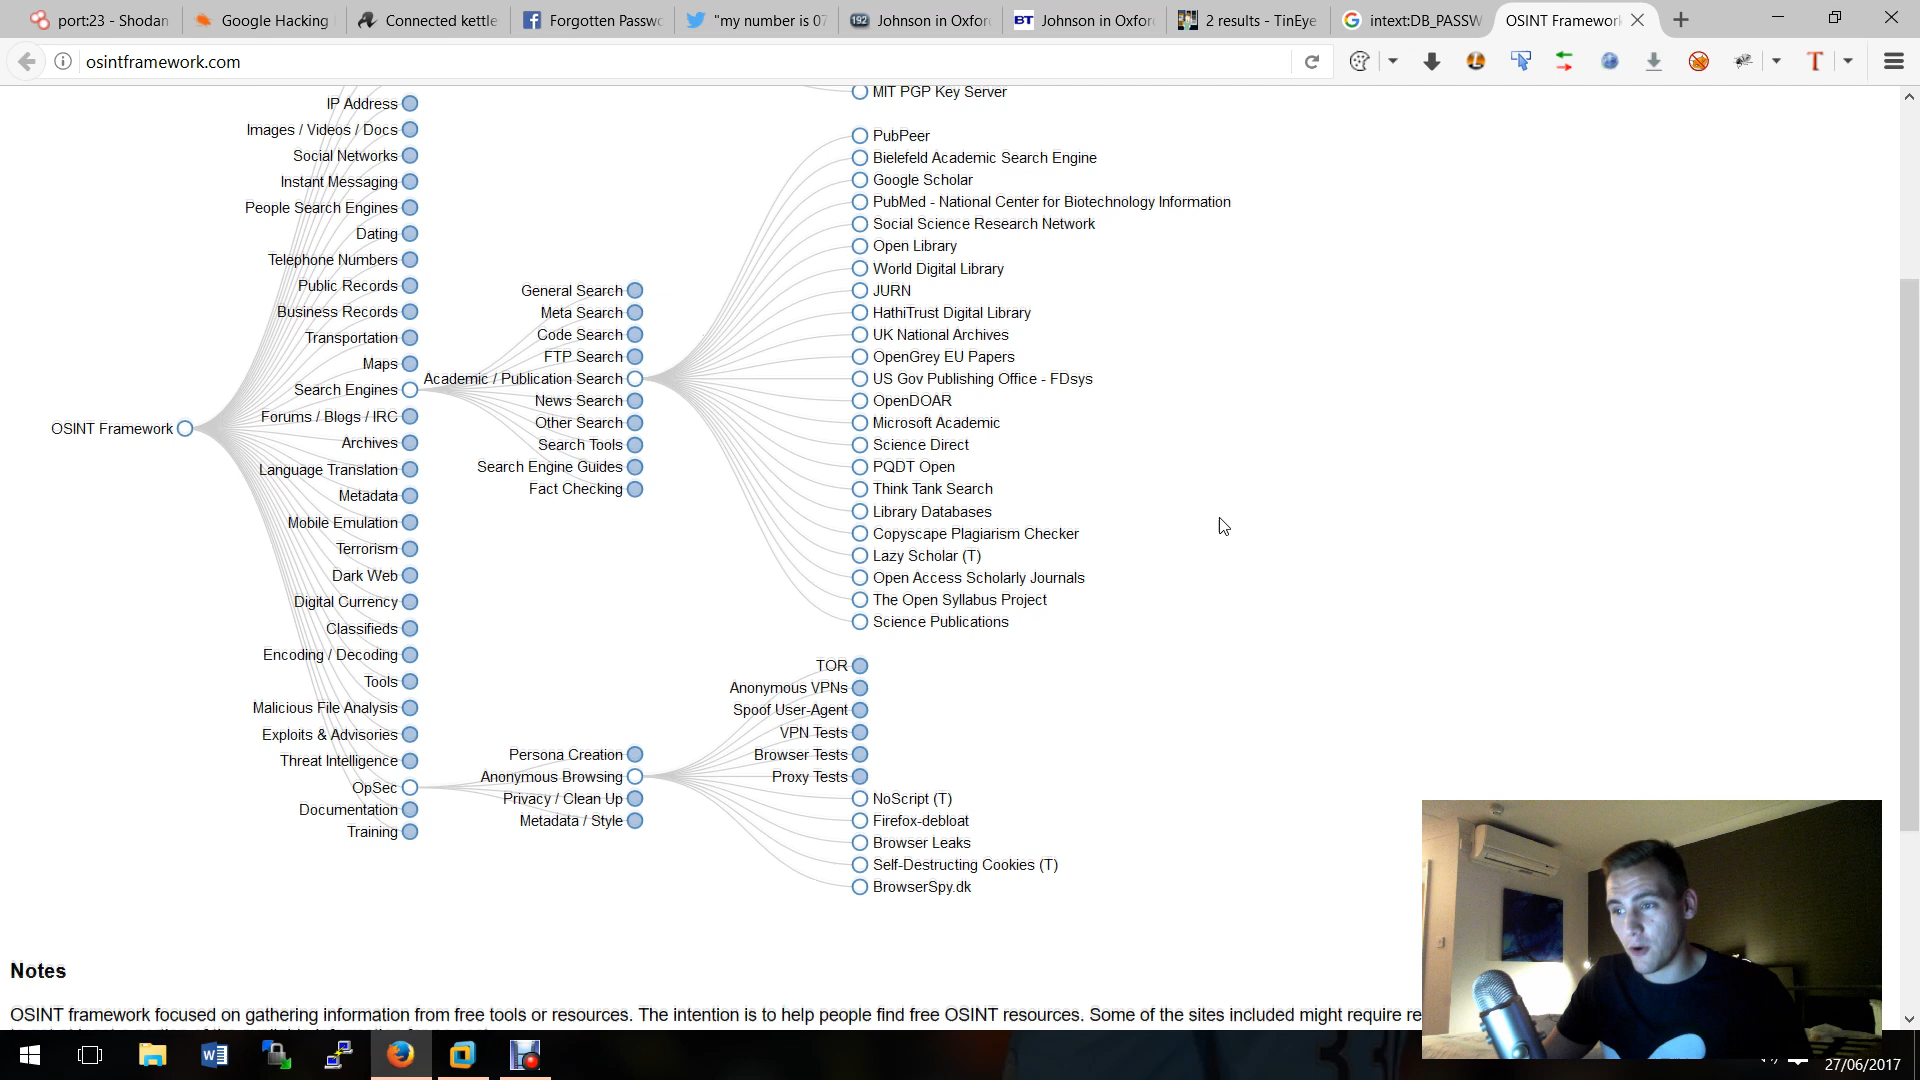 port:23 - Shodan
Google Hacking
Connected kettle
Forgotten Passwo
"my number is 07
192
Johnson in Oxfor
BT
Johnson in Oxfor
2 results - TinEye
intext:DB_PASSW
OSINT Framework
osintframework.com
MIT PGP Key Server
IP Address
Images / Videos / Docs
Social Networks
Instant Messaging
People Search Engines
Dating
Telephone Numbers
Public Records
Business Records
Transportation
Maps
Search Engines
Forums / Blogs / IRC
OSINT Framework
Archives
Language Translation
Metadata
Mobile Emulation
Terrorism
Dark Web
Digital Currency
Classifieds
Encoding / Decoding
Tools
Malicious File Analysis
Exploits & Advisories
Threat Intelligence
OpSec
Documentation
Training
General Search
Meta Search
Code Search
FTP Search
Academic / Publication Search
News Search
Other Search
Search Tools
Search Engine Guides
Fact Checking
PubPeer
Bielefeld Academic Search Engine
Google Scholar
PubMed - National Center for Biotechnology Information
Social Science Research Network
Open Library
World Digital Library
JURN
HathiTrust Digital Library
UK National Archives
OpenGrey EU Papers
US Gov Publishing Office - FDsys
OpenDOAR
Microsoft Academic
Science Direct
PQDT Open
Think Tank Search
Library Databases
Copyscape Plagiarism Checker
Lazy Scholar (T)
Open Access Scholarly Journals
The Open Syllabus Project
Science Publications
Persona Creation
Anonymous Browsing
Privacy / Clean Up
Metadata / Style
TOR
Anonymous VPNs
Spoof User-Agent
VPN Tests
Browser Tests
Proxy Tests
NoScript (T)
Firefox-debloat
Browser Leaks
Self-Destructing Cookies (T)
BrowserSpy.dk
Notes
OSINT framework focused on gathering information from free tools or resources. The intention is to help people find free OSINT resources. Some of the sites included might require re
27/06/2017